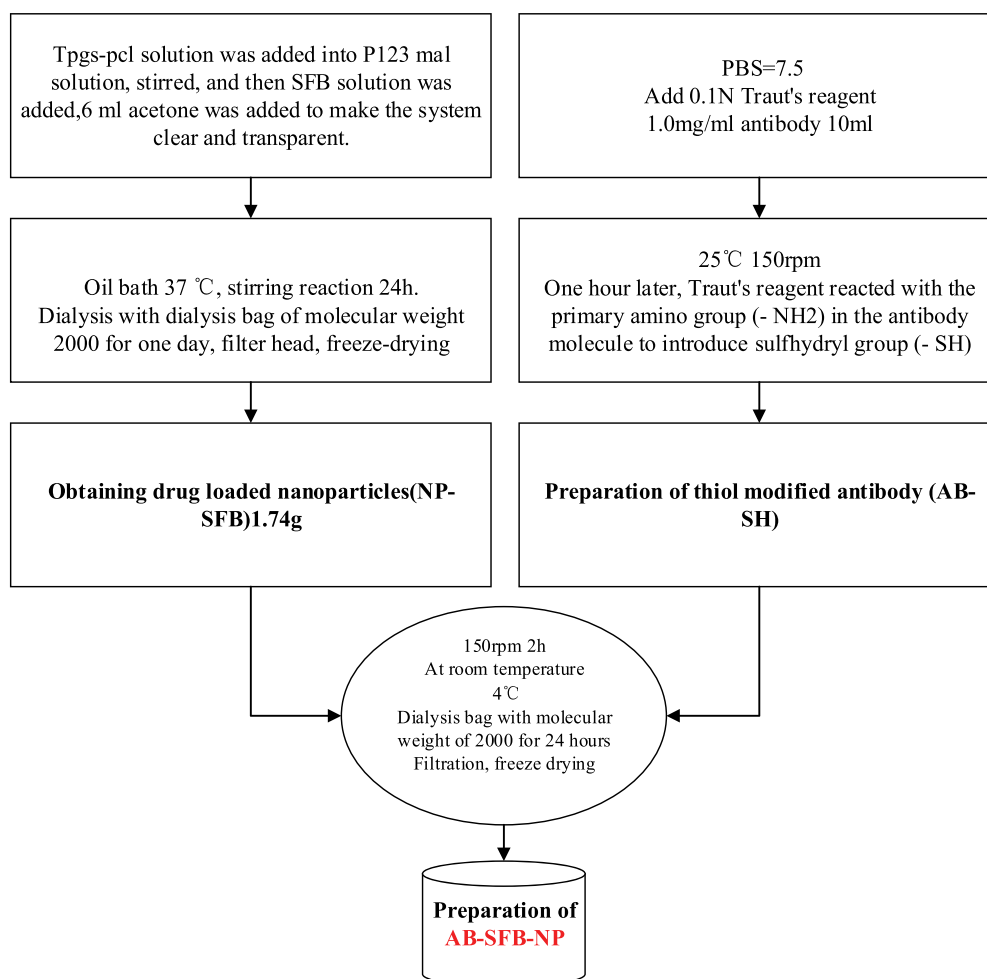 Tpgs-pcl solution was added into P123 mal
solution, stirred, and then SFB solution was
added,6 ml acetone was added to make the system
clear and transparent.
PBS=7.5
Add 0.1N Traut's reagent
1.0mg/ml antibody 10ml
Oil bath 37 ℃, stirring reaction 24h.
Dialysis with dialysis bag of molecular weight
2000 for one day, filter head, freeze-drying
25℃ 150rpm
One hour later, Traut's reagent reacted with the
primary amino group (- NH2) in the antibody
molecule to introduce sulfhydryl group (- SH)
Obtaining drug loaded nanoparticles(NP-
SFB)1.74g
Preparation of thiol modified antibody (AB-
SH)
150rpm 2h
At room temperature
4℃
Dialysis bag with molecular
weight of 2000 for 24 hours
Filtration, freeze drying
Preparation of
AB-SFB-NP